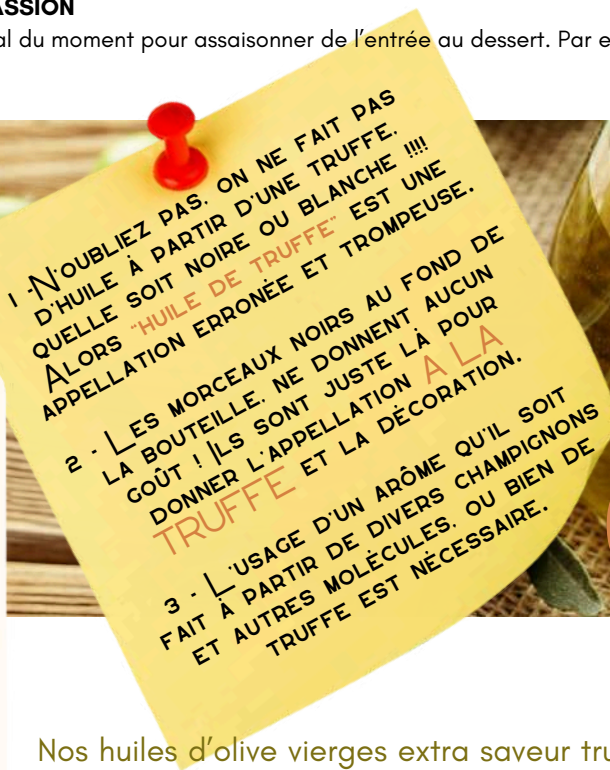 ASSION
al du moment pour assaisonner de l'entrée au dessert. Par e
1 - N'OUBLIEZ PAS, ON NE FAIT PAS
D'HUILE À PARTIR D'UNE TRUFFE.
QUELLE SOIT NOIRE OU BLANCHE !!!!
ALORS "HUILE DE TRUFFE" EST UNE
APPELLATION ERRONÉE ET TROMPEUSE.
2 - LES MORCEAUX NOIRS AU FOND DE
LA BOUTEILLE, NE DONNENT AUCUN
GOÛT ! ILS SONT JUSTE LÀ POUR
DONNER L'APPELLATION A LA
TRUFFE ET LA DÉCORATION.
3 - L'USAGE D'UN ARÔME QU'IL SOIT
FAIT À PARTIR DE DIVERS CHAMPIGNONS
ET AUTRES MOLÉCULES, OU BIEN DE
TRUFFE EST NÉCESSAIRE.
Nos huiles d'olive vierges extra saveur tru